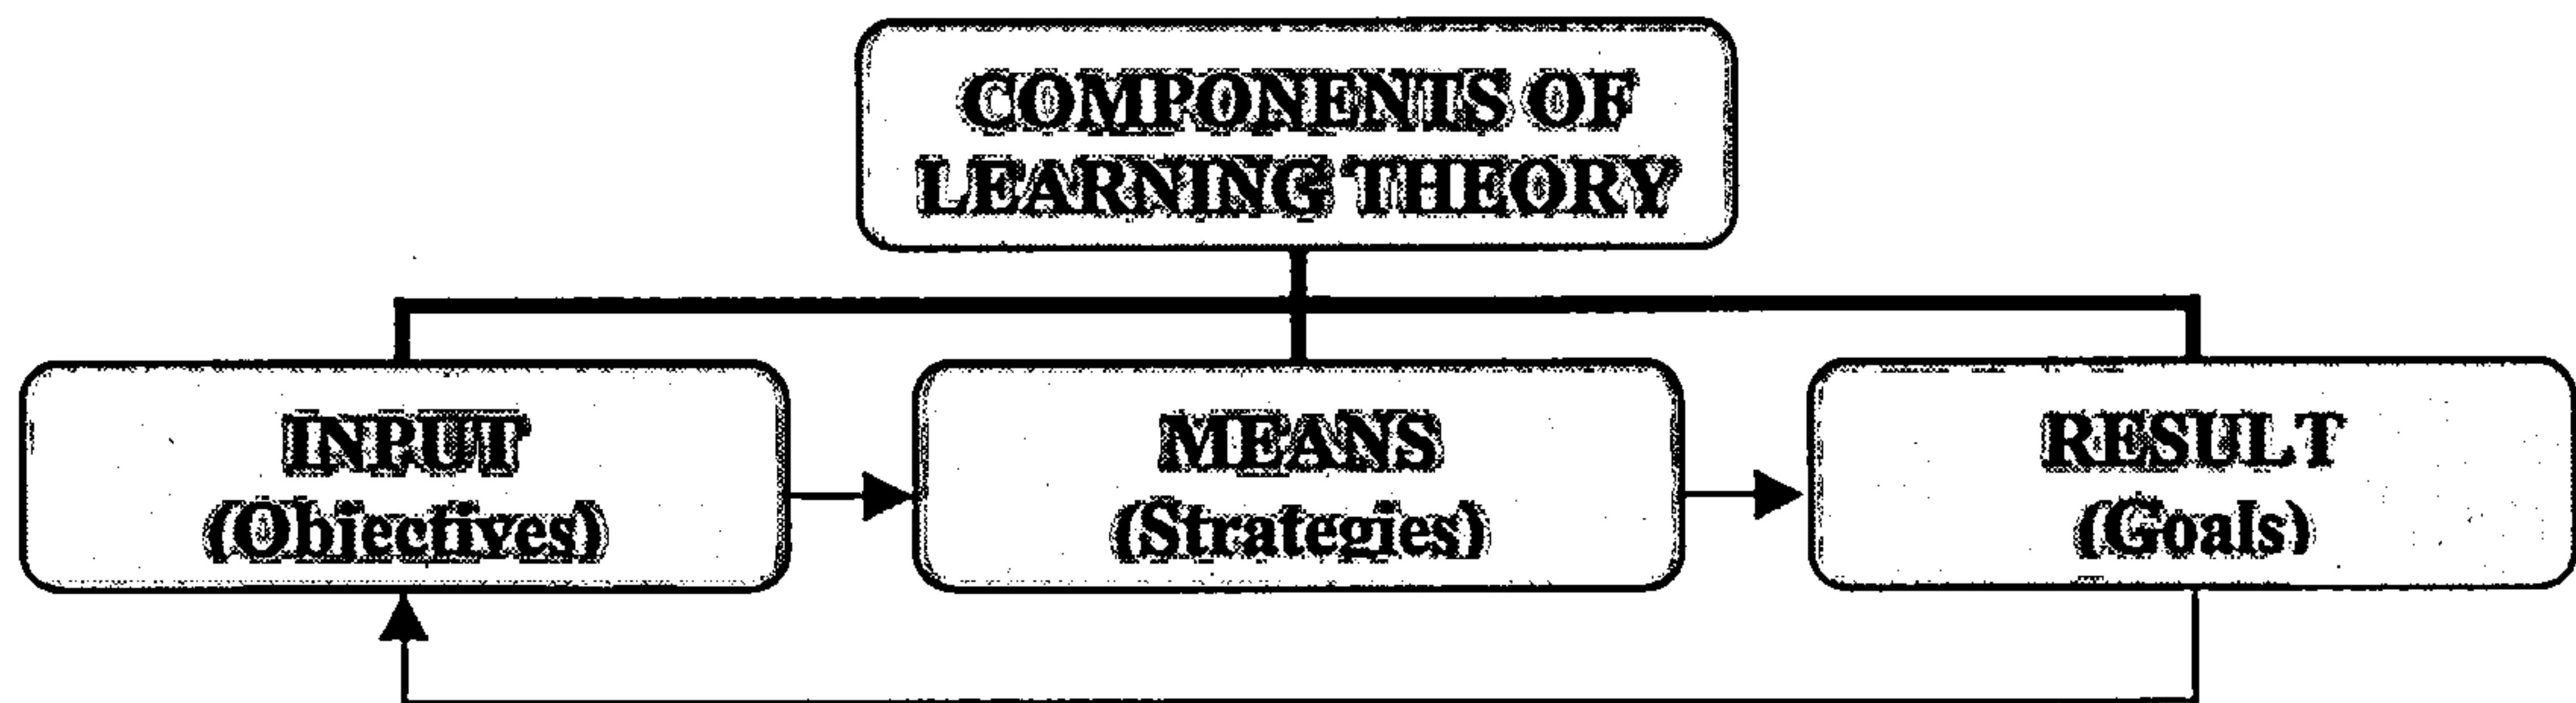 COMPONENTS OF
LEARNING THEORY
INPUT
(Objectives)
MEANS
(Strategies)
RESULT
(Goals)